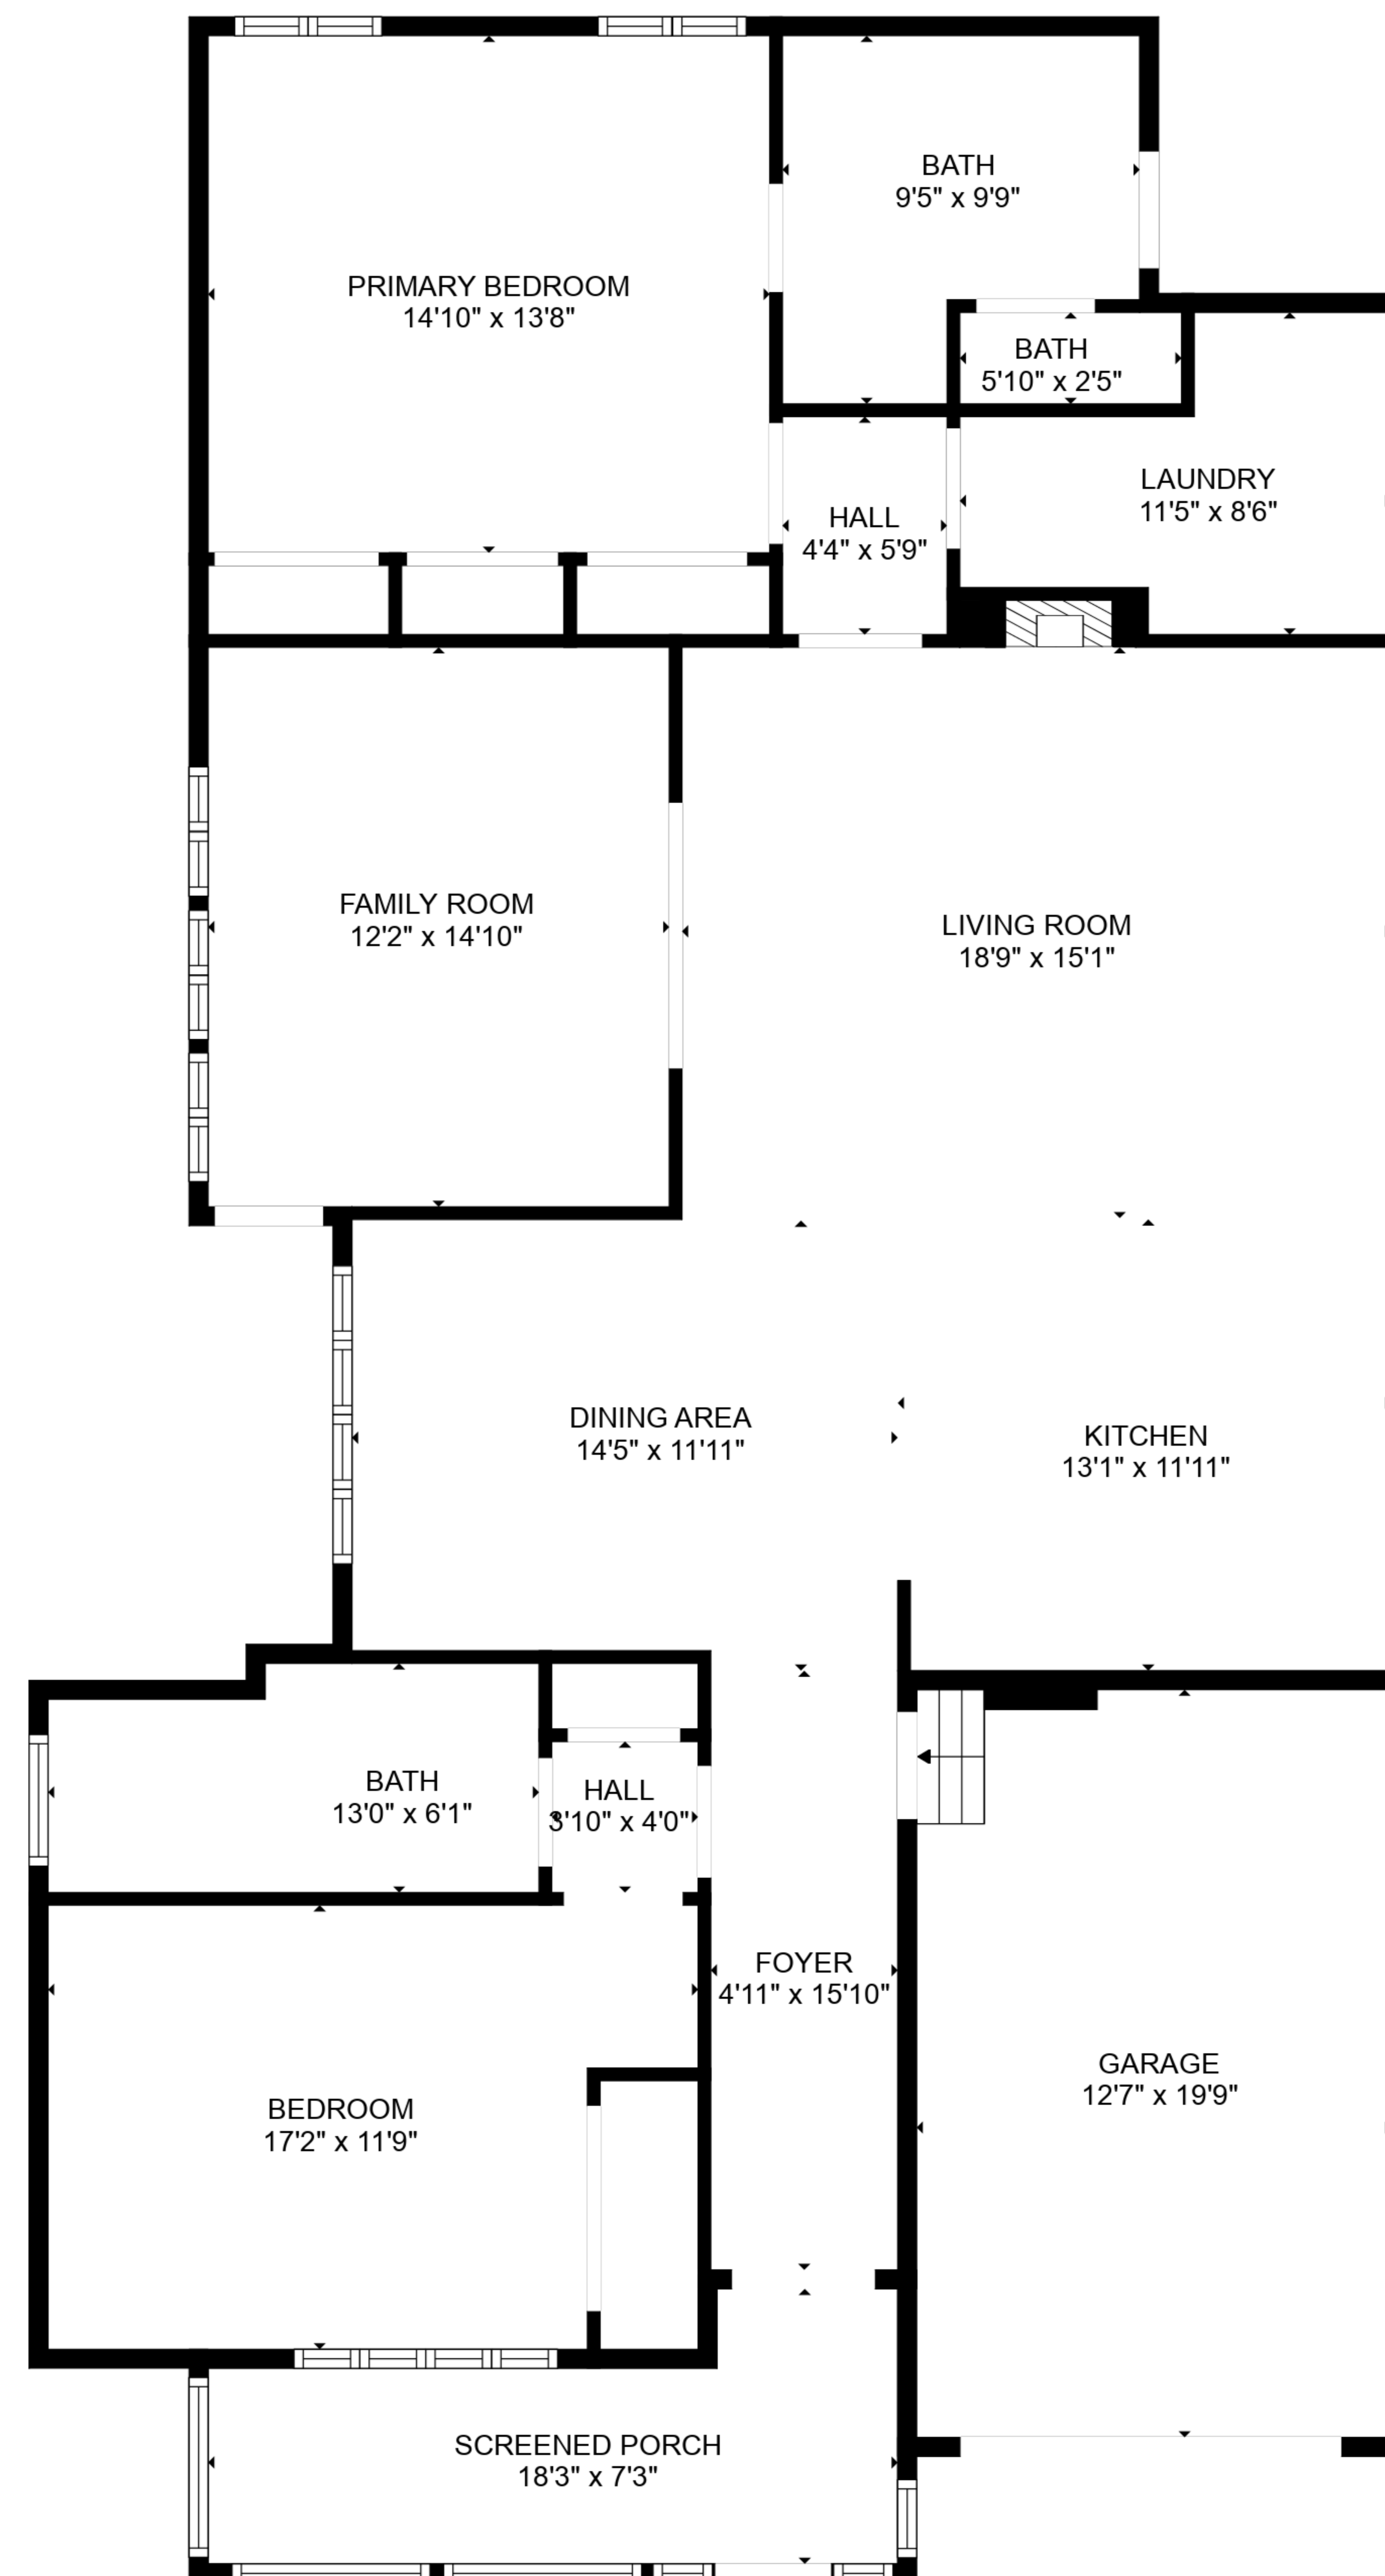 BATH
9'5" x 9'9"
PRIMARY BEDROOM
14'10" x 13'8"
BATH
5'10" x 2'5"
LAUNDRY
11'5" x 8'6"
HALL
4'4" x 5'9"
FAMILY ROOM
12'2" x 14'10"
LIVING ROOM
18'9" x 15'1"
DINING AREA
14'5" x 11'11"
KITCHEN
13'1" x 11'11"
BATH
13'0" x 6'1"
HALL
3'10" x 4'0"
FOYER
4'11" x 15'10"
GARAGE
12'7" x 19'9"
BEDROOM
17'2" x 11'9"
SCREENED PORCH
18'3" x 7'3"